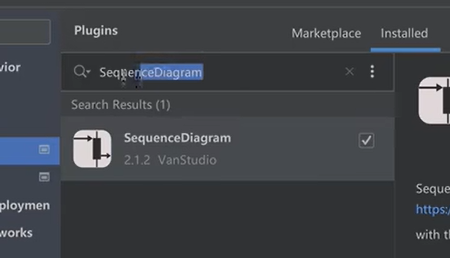 Plugins
Marketplace
Installed
SequenceDiagram
Search Results (1)
SequenceDiagram
2.1.2 VanStudio
vior
ploymen
works
Seque
https:/
with th